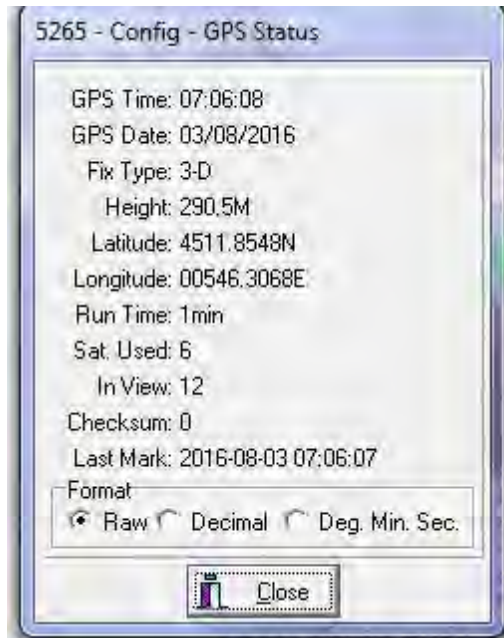 5265 - Config - GPS Status
GPS Time: 07:06:08
GPS Date: 03/08/2016
Fix Type: 3-D
Height: 290.5M
Latitude: 4511.8548N
Longitude: 00546.3068E
Run Time: 1min
Sat. Used: 6
In View: 12
Checksum: 0
Last Mark: 2016-08-03 07:06:07
Format
Raw Decimal Deg. Min. Sec.
Close